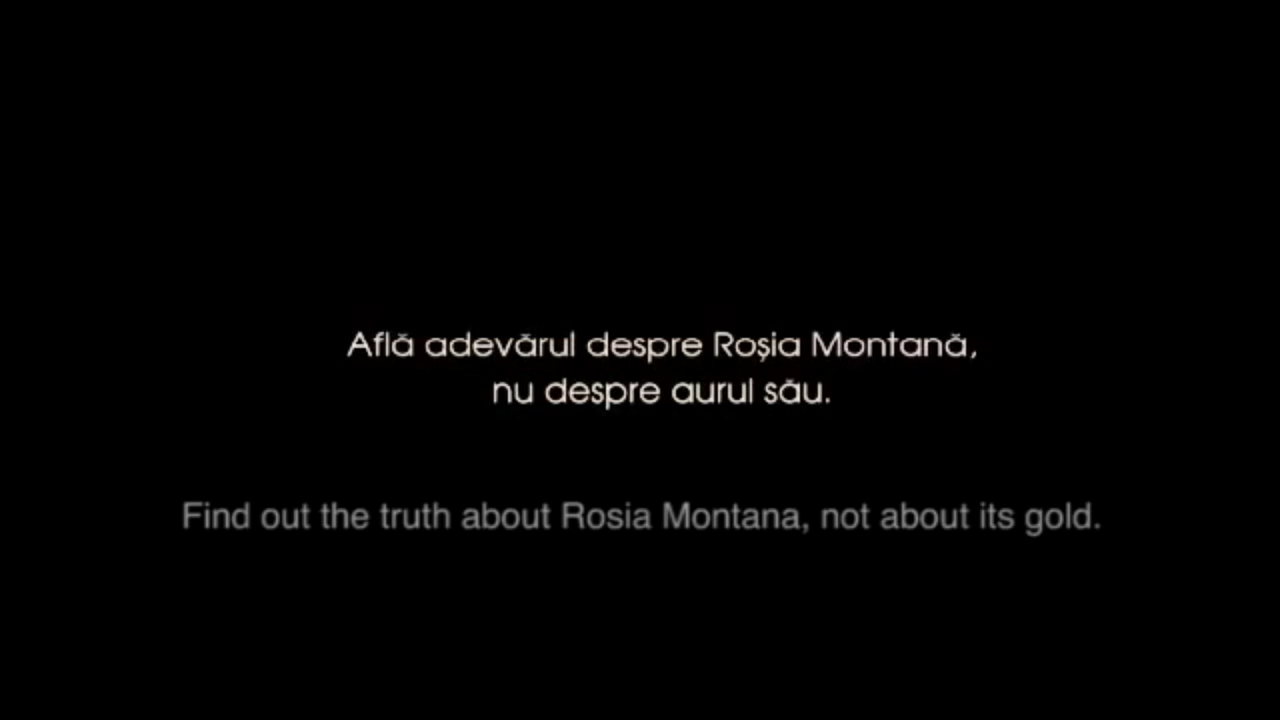 Află adevărul despre Roşia Montană,
nu despre aurul său.
Find out the truth about Rosia Montana, not about its gold.